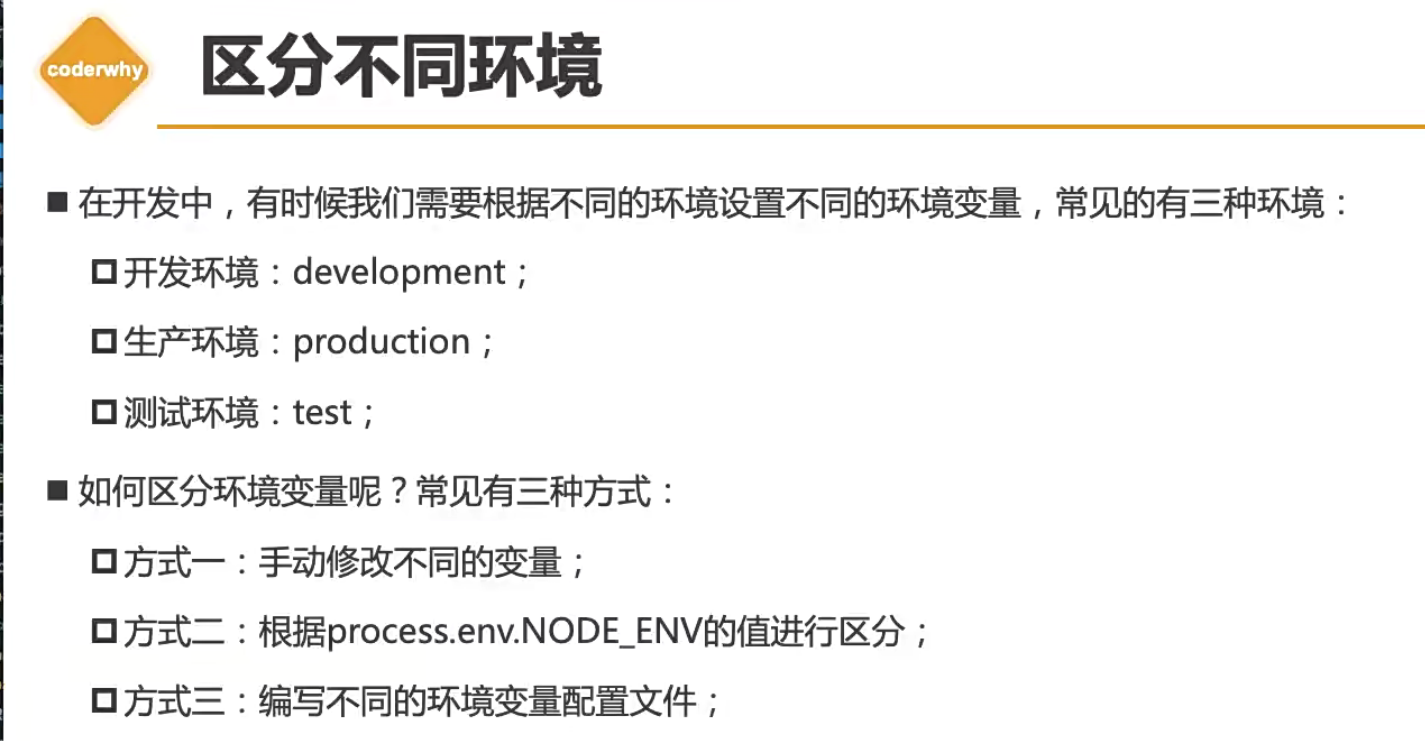 coderwhy
区分不同环境
■ 在开发中，有时候我们需要根据不同的环境设置不同的环境变量，常见的有三种环境：
□ 开发环境：development；
□ 生产环境：production；
□ 测试环境：test；
■ 如何区分环境变量呢？常见有三种方式：
□ 方式一：手动修改不同的变量；
□ 方式二：根据process.env.NODE_ENV的值进行区分；
□ 方式三：编写不同的环境变量配置文件；